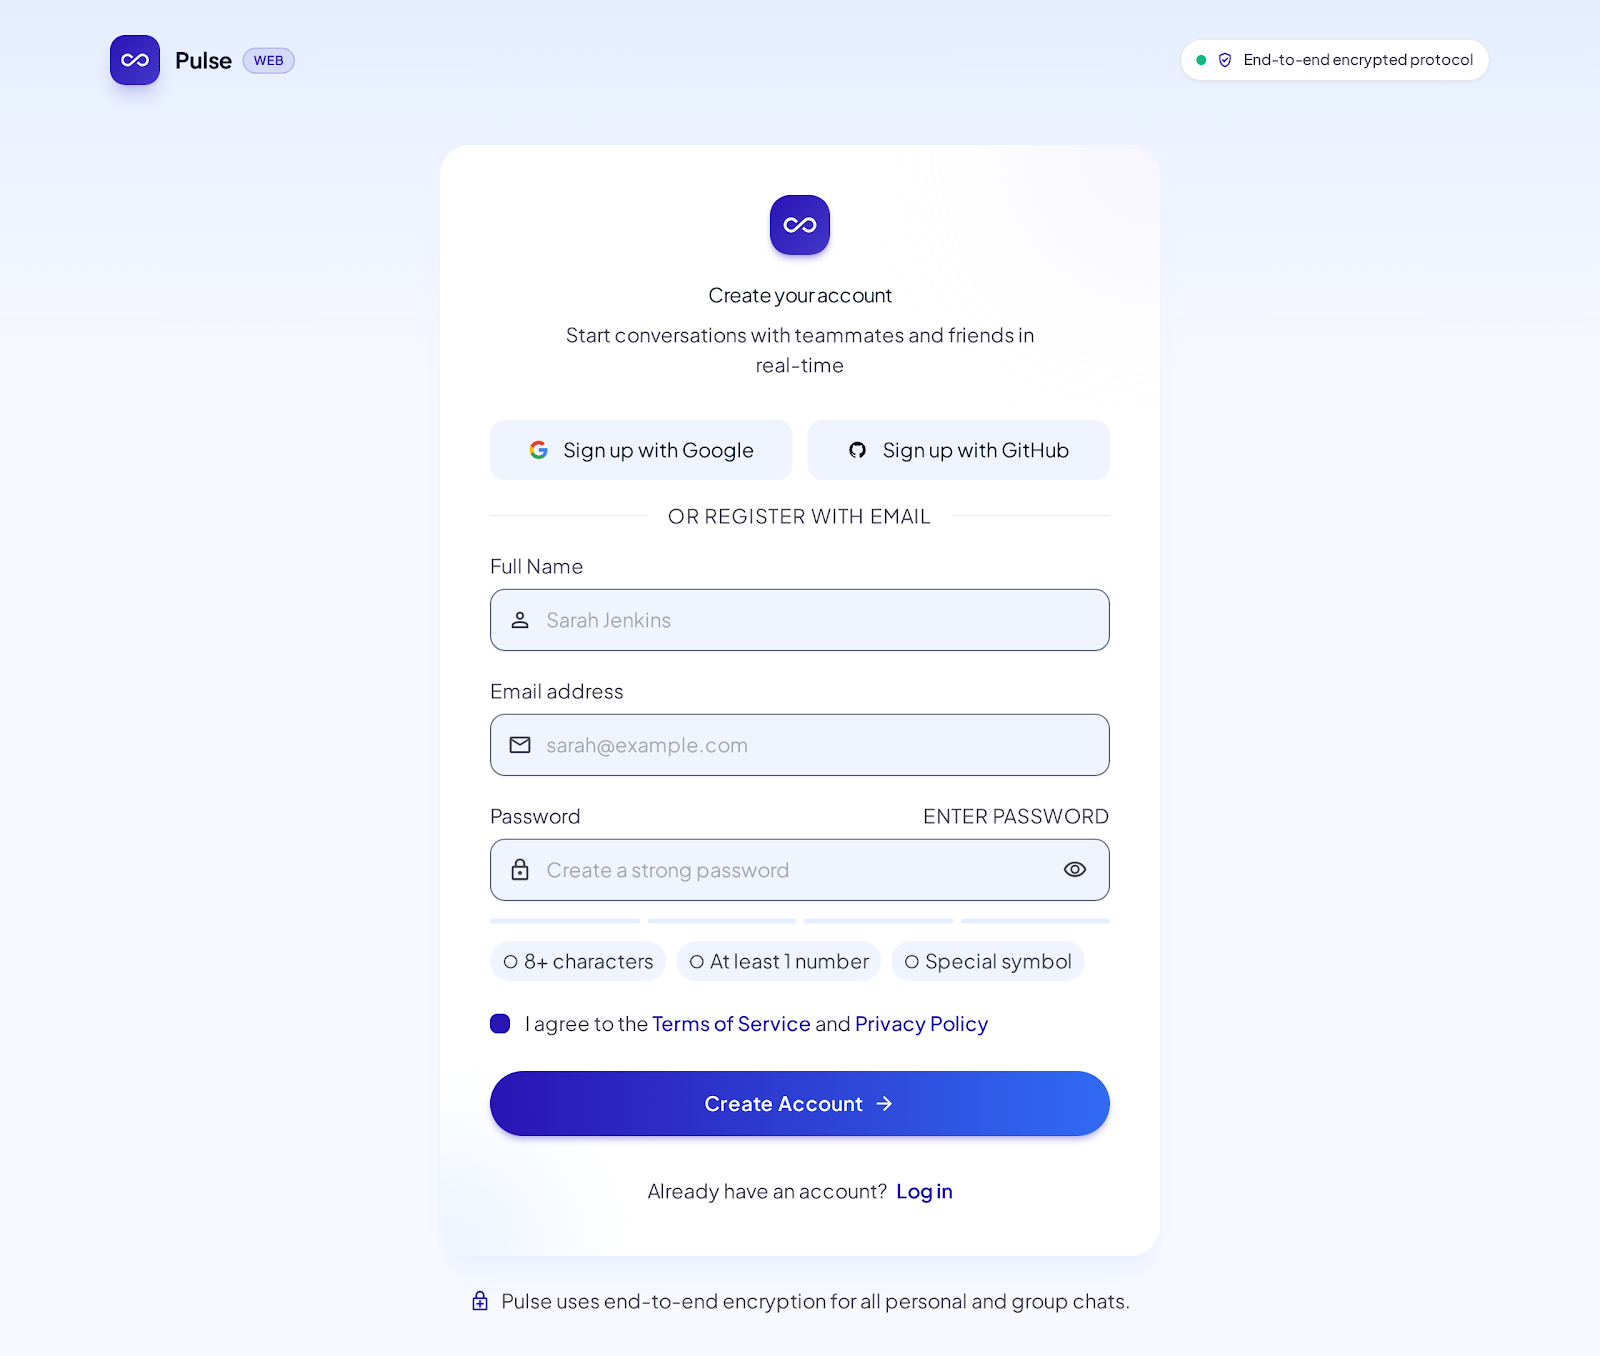 Pulse WEB
End-to-end encrypted protocol
Create your account
Start conversations with teammates and friends in
real-time
Sign up with Google
Sign up with GitHub
OR REGISTER WITH EMAIL
Full Name
Sarah Jenkins
Email address
sarah@example.com
Password
ENTER PASSWORD
Create a strong password
8+ characters
At least 1 number
Special symbol
I agree to the Terms of Service and Privacy Policy
Create Account →
Already have an account? Log in
Pulse uses end-to-end encryption for all personal and group chats.